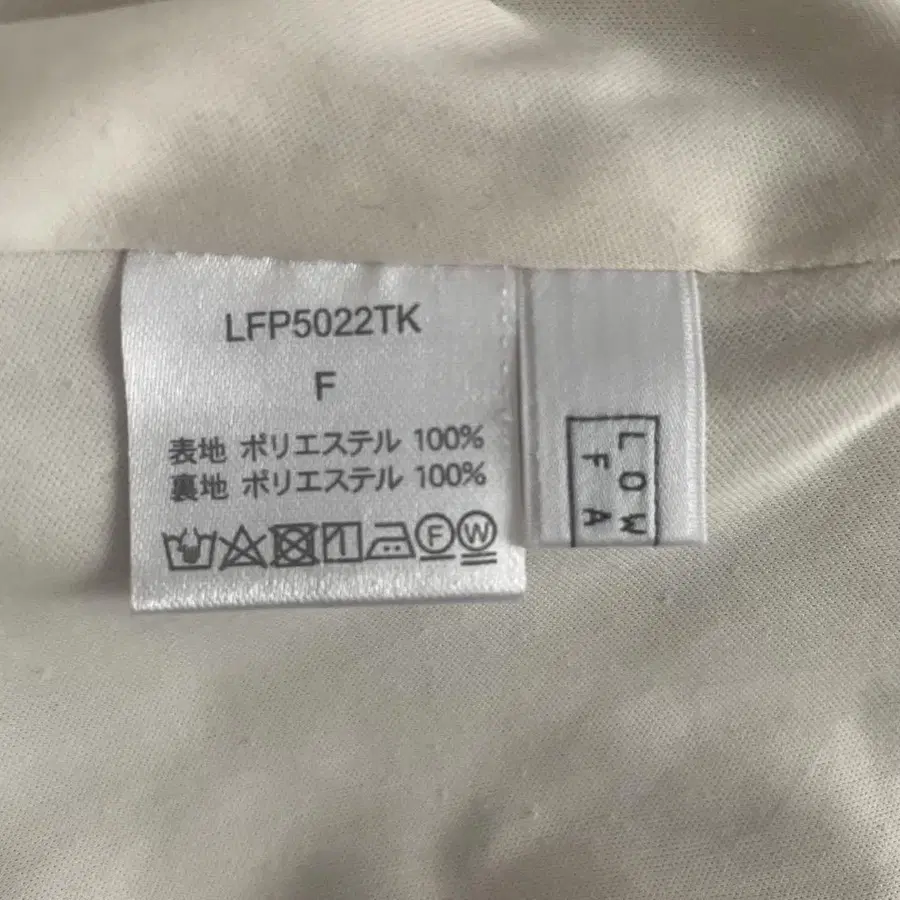 LFP5022TK
F
表地 ポリエステル 100%
裏地 ポリエステル 100%
F W
LOW
FA